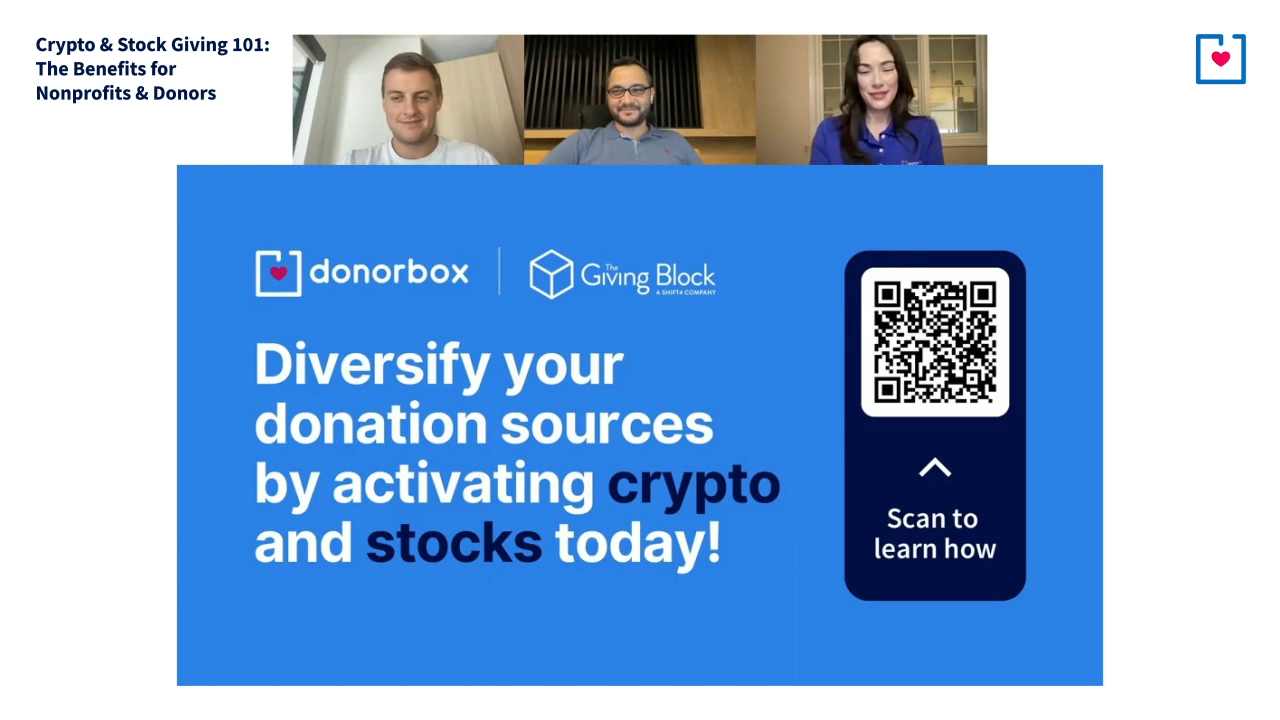 Crypto & Stock Giving 101:
The Benefits for
Nonprofits & Donors
donorbox
The Giving Block
A SHIFT4 COMPANY
Diversify your
donation sources
by activating crypto
and stocks today!
Scan to
learn how